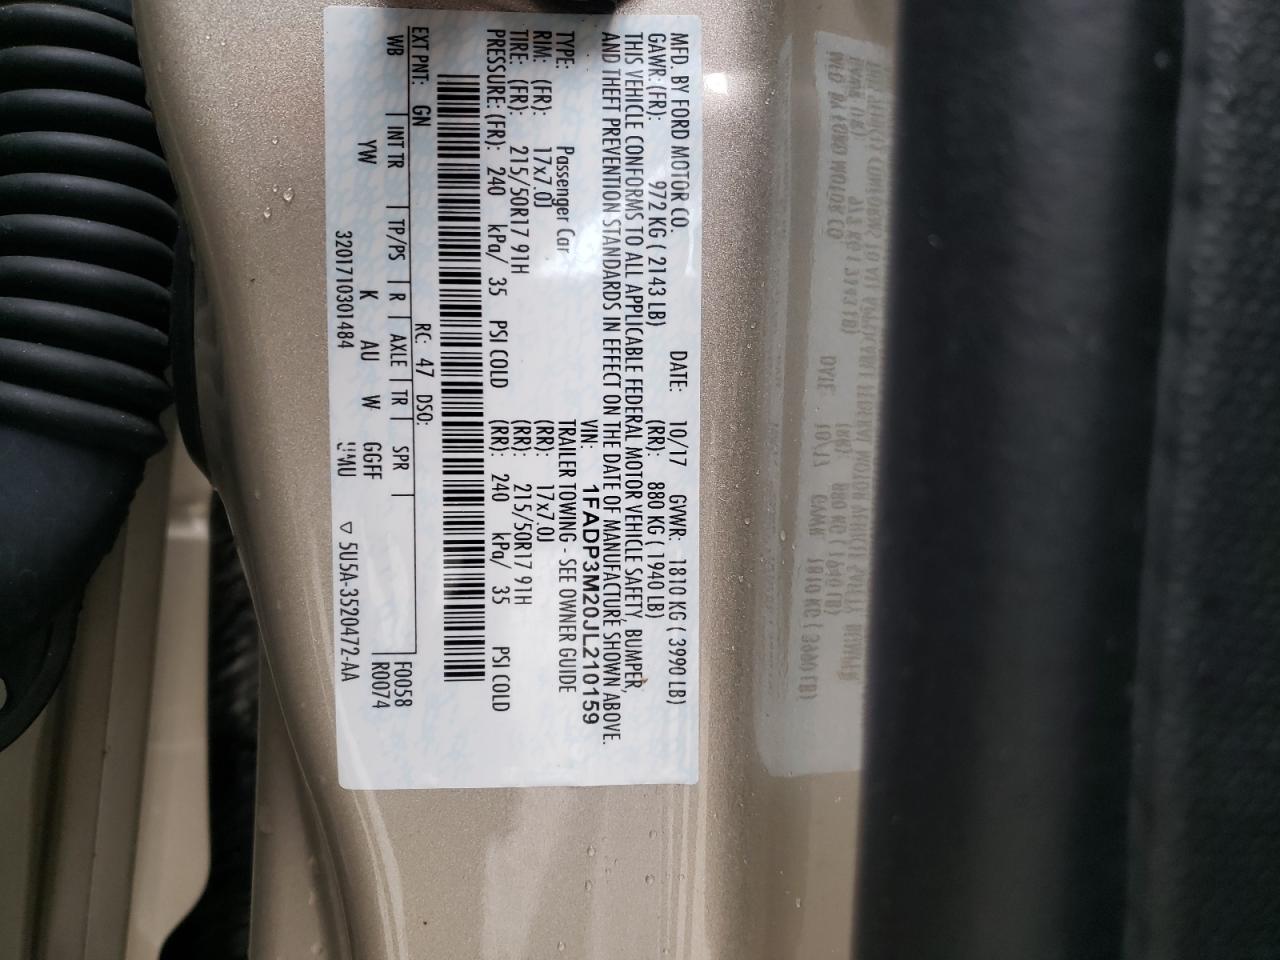 MFD. BY FORD MOTOR CO. DATE: 10/17 GVWR: 1810 KG ( 3990 LB)
GAWR: (FR): 972 KG ( 2143 LB) (RR): 880 KG ( 1940 LB)
THIS VEHICLE CONFORMS TO ALL APPLICABLE FEDERAL MOTOR VEHICLE SAFETY, BUMPER,
AND THEFT PREVENTION STANDARDS IN EFFECT ON THE DATE OF MANUFACTURE SHOWN ABOVE.
VIN: 1FADP3M20JL210159
TYPE: Passenger Car TRAILER TOWING - SEE OWNER GUIDE
RIM: (FR): 17x7.0J (RR): 17x7.0J
TIRE: (FR): 215/50R17 91H (RR): 215/50R17 91H
PRESSURE: (FR): 240 kPa/ 35 PSI COLD (RR): 240 kPa/ 35 PSI COLD
EXT PNT: GN RC: 47 DSO:
WB INT TR TP/PS R AXLE TR SPR F0058
YW K AU W GGFF R0074
3201710301484 5U5A-3520472-AA